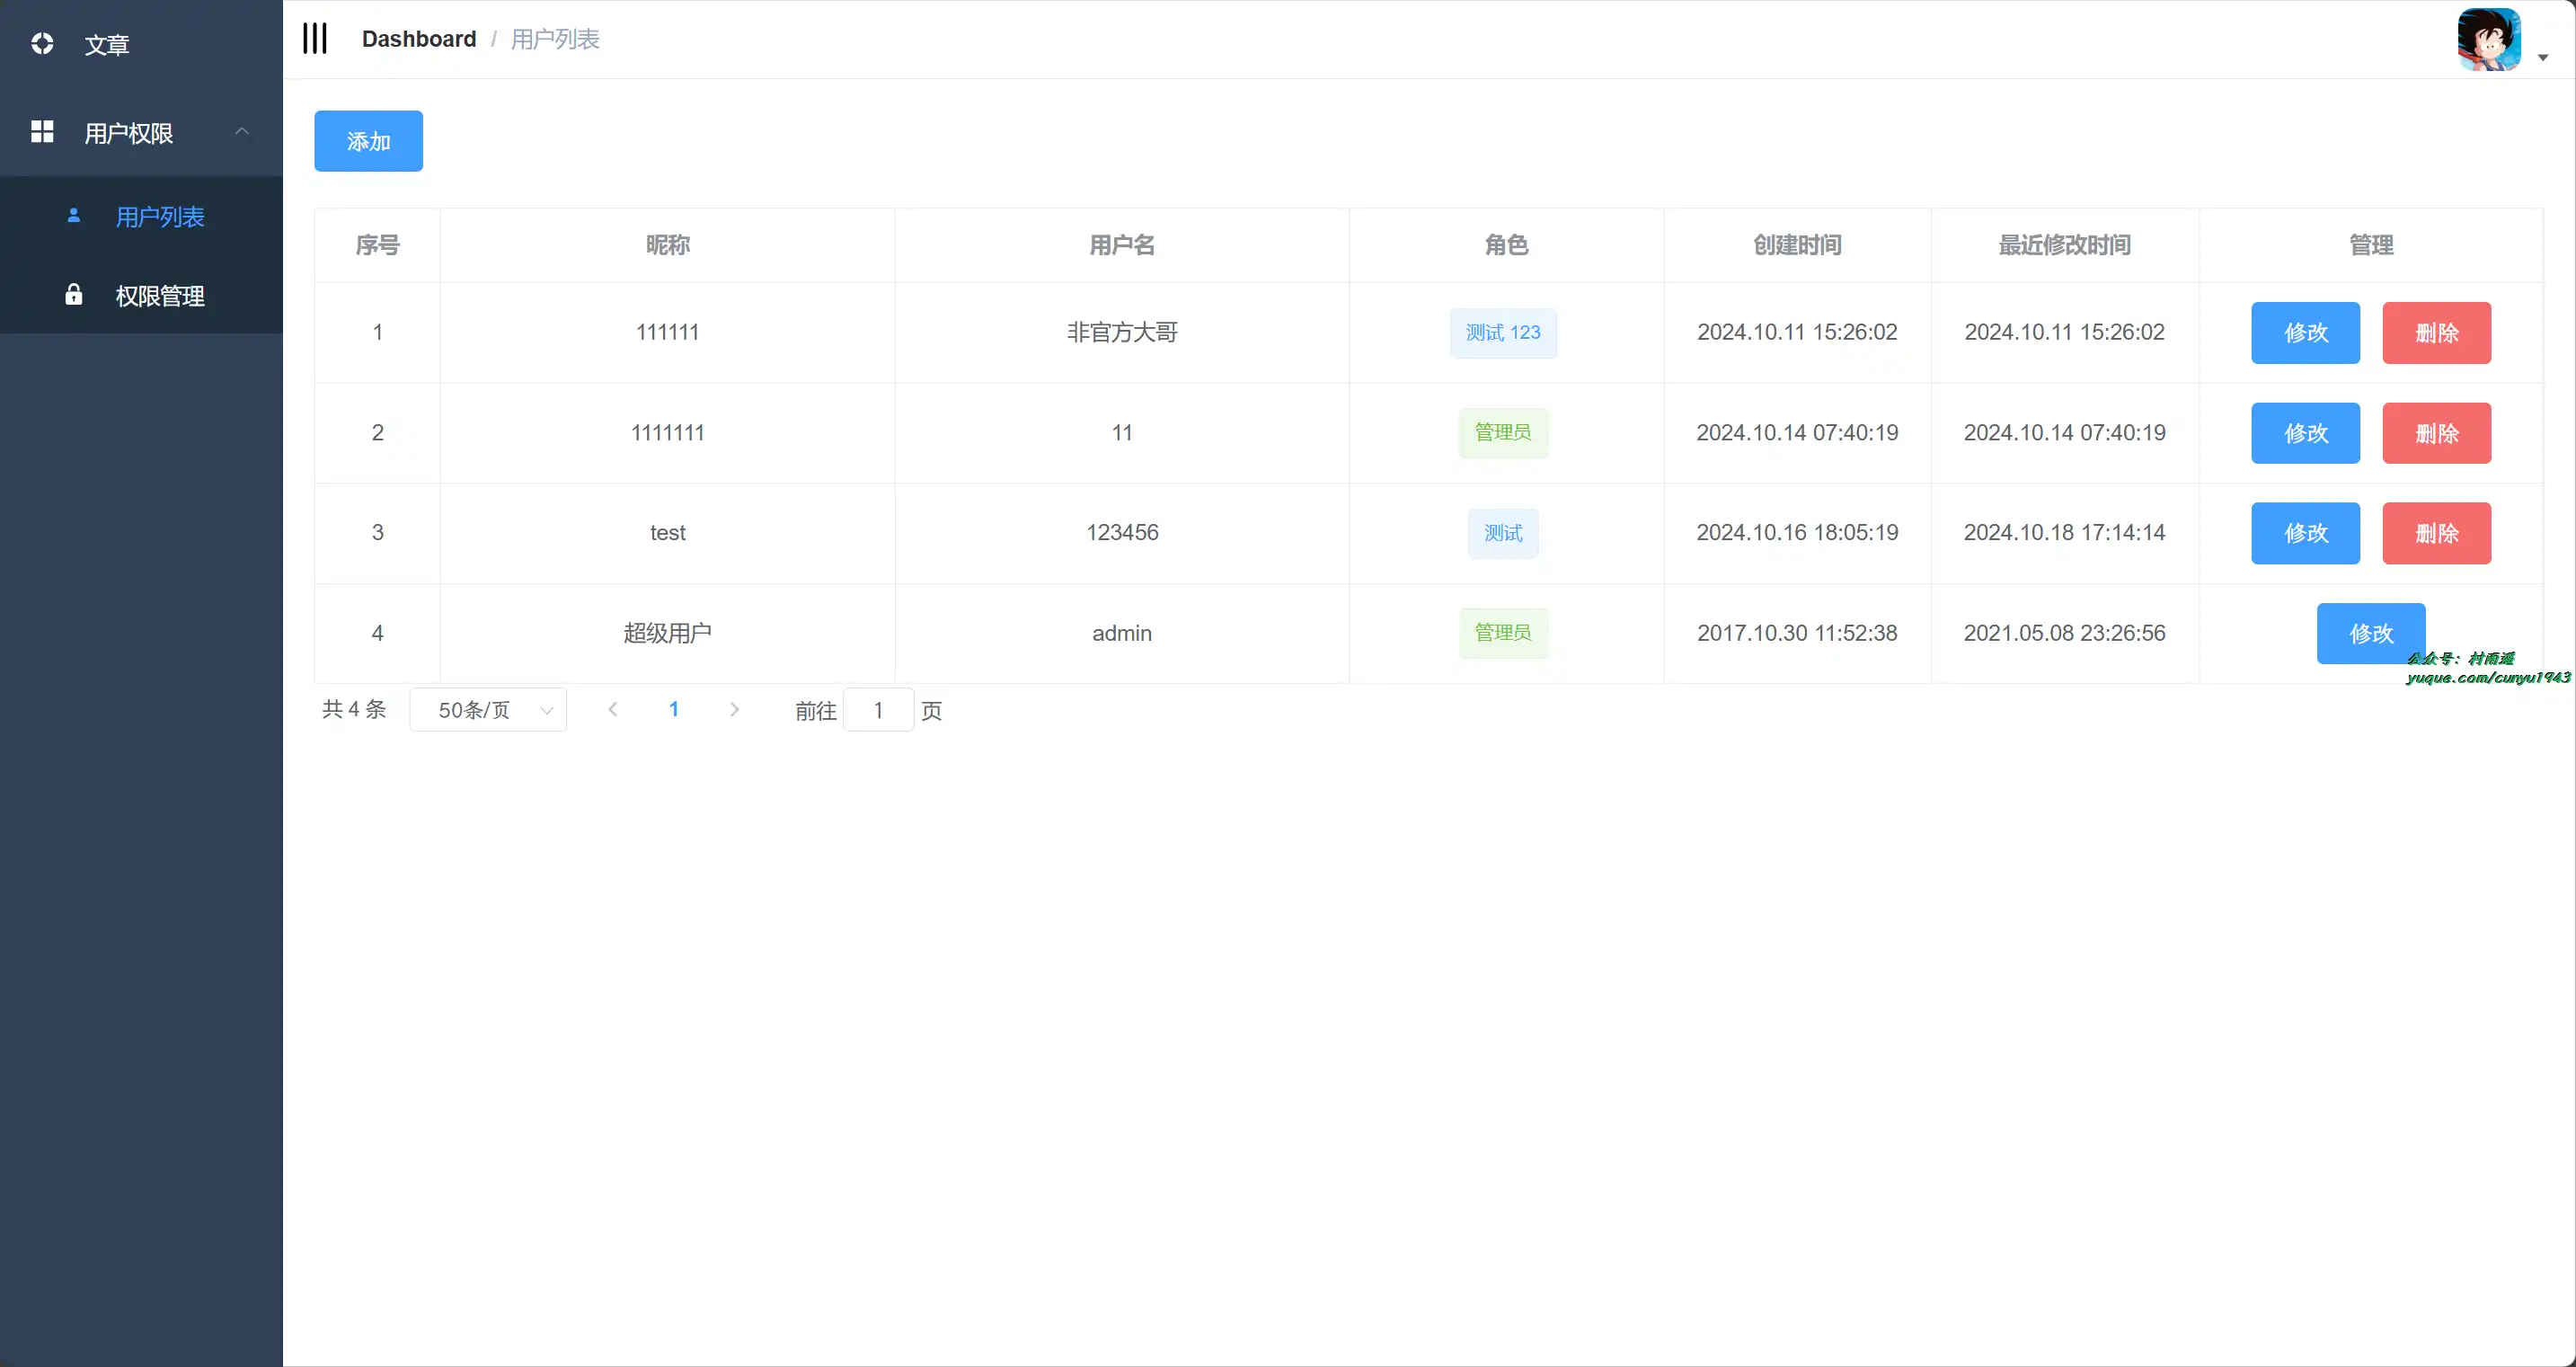 文章
用户权限
用户列表
权限管理
Dashboard / 用户列表
添加
序号 昵称 用户名 角色 创建时间 最近修改时间 管理
1 111111 非官方大哥 测试 123 2024.10.11 15:26:02 2024.10.11 15:26:02 修改 删除
2 1111111 11 管理员 2024.10.14 07:40:19 2024.10.14 07:40:19 修改 删除
3 test 123456 测试 2024.10.16 18:05:19 2024.10.18 17:14:14 修改 删除
4 超级用户 admin 管理员 2017.10.30 11:52:38 2021.05.08 23:26:56 修改
公众号：村雨遥
yuque.com/cunyu1943
共 4 条 50条/页 1 前往 1 页